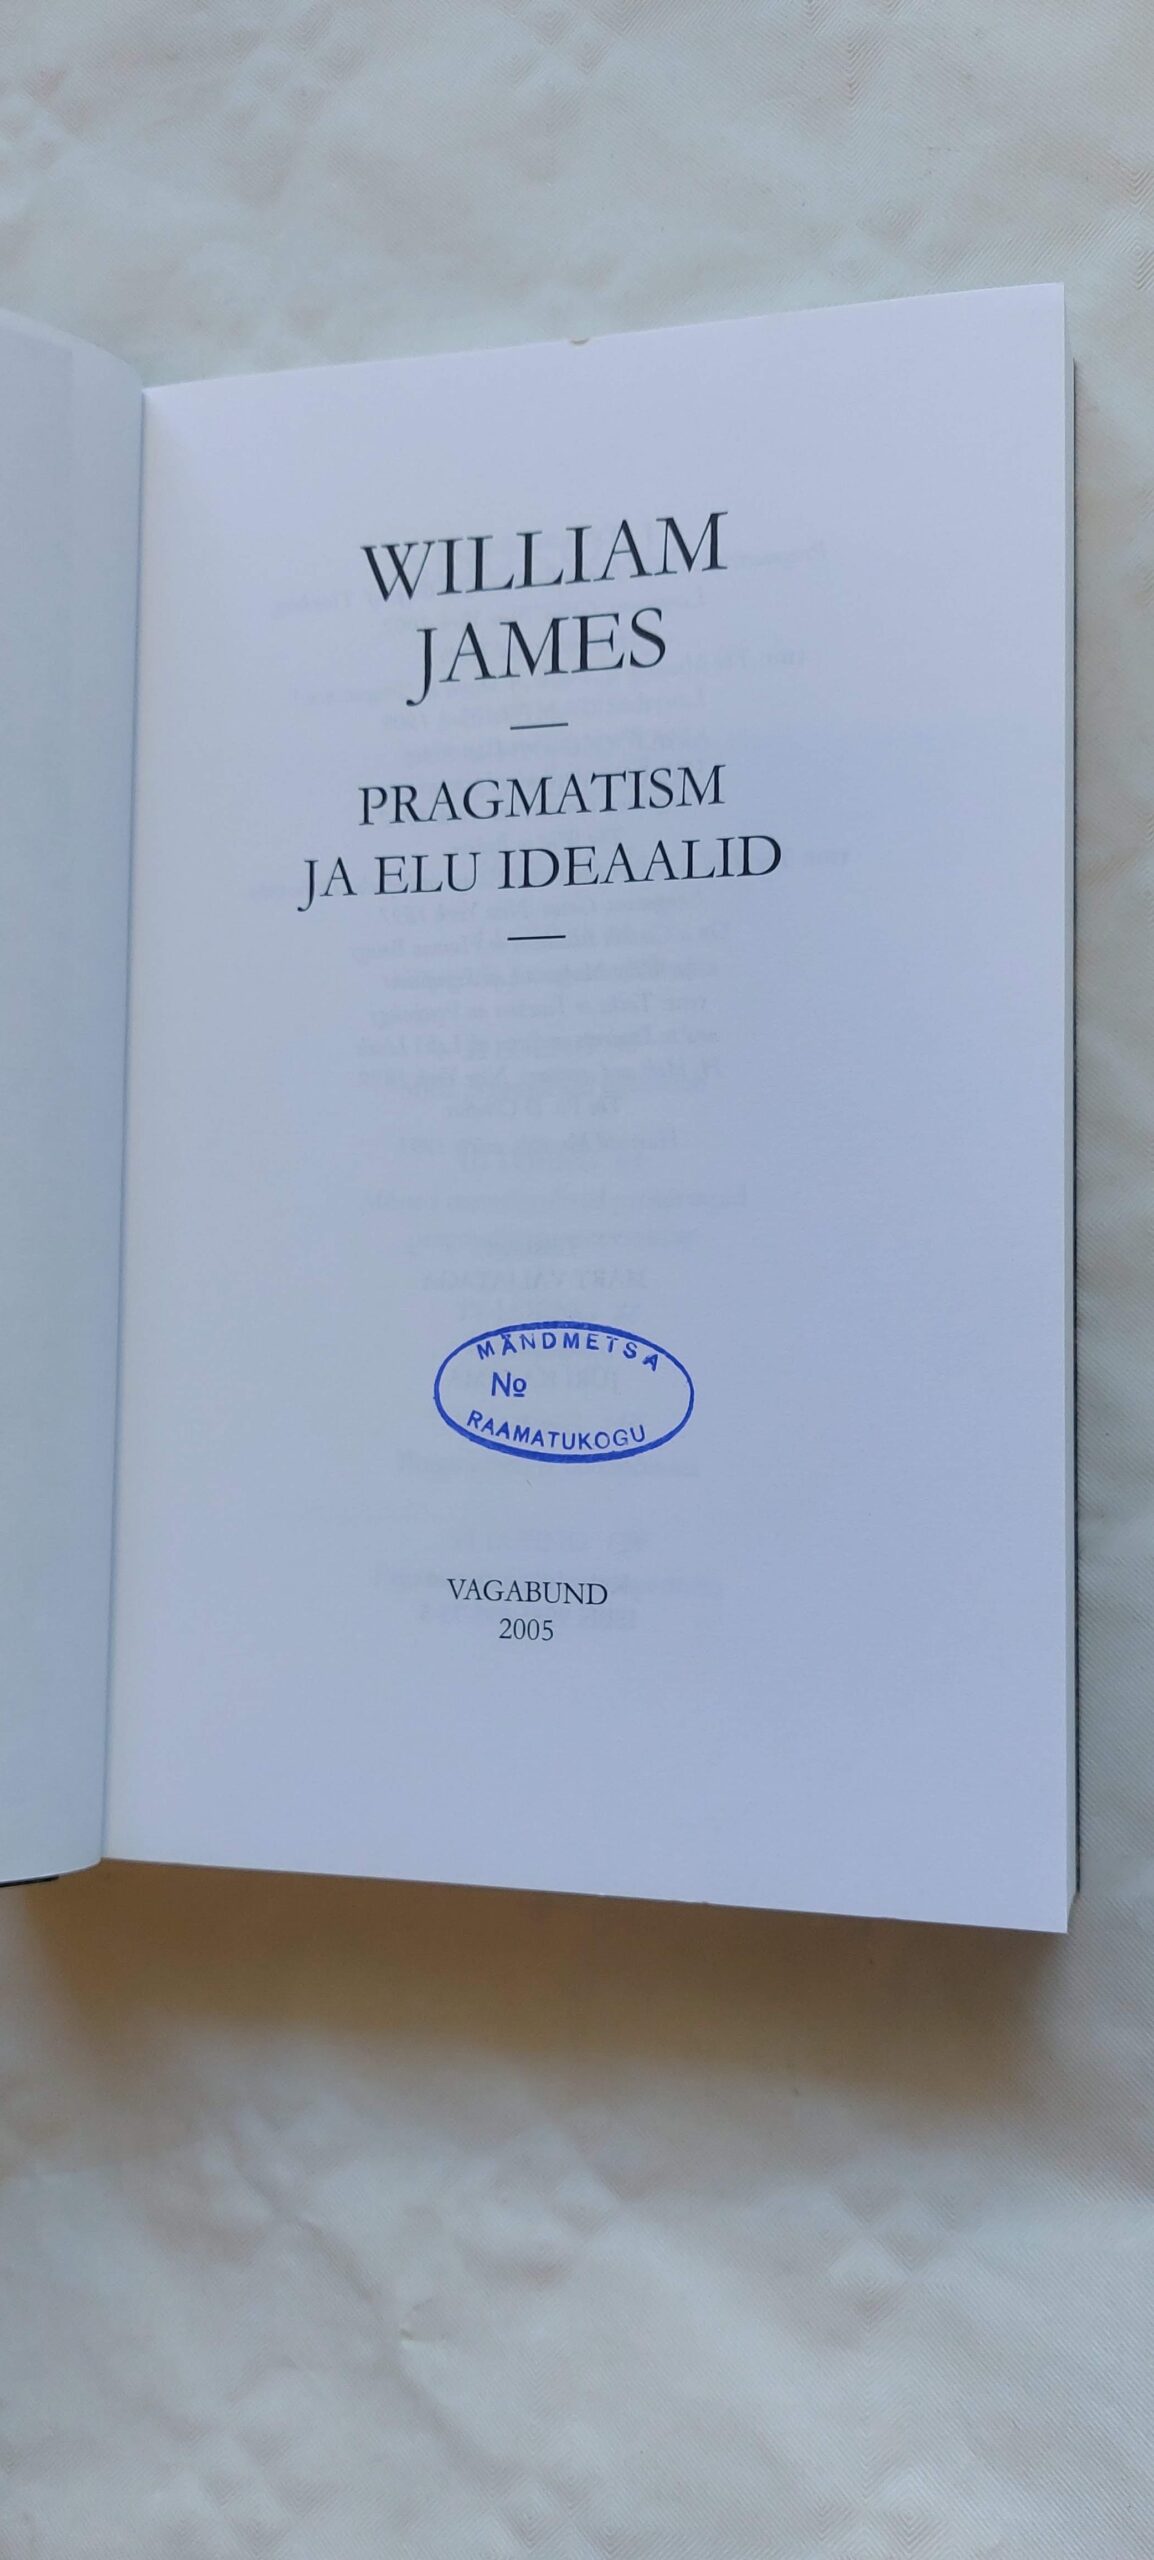 WILLIAM
JAMES
PRAGMATISM
JA ELU IDEAALID
MÄNDMETSA
№
RAAMATUKOGU
VAGABUND
2005